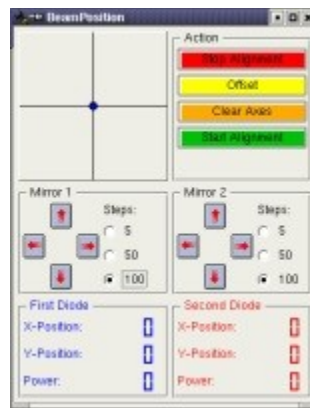 BeamPosition
Action
Stop Alignment
Offset
Clear Axes
Start Alignment
Mirror 1
Steps:
5
50
100
Mirror 2
Steps:
5
50
100
First Diode
X-Position: 0
Y-Position: 0
Power: 0
Second Diode
X-Position: 0
Y-Position: 0
Power: 0